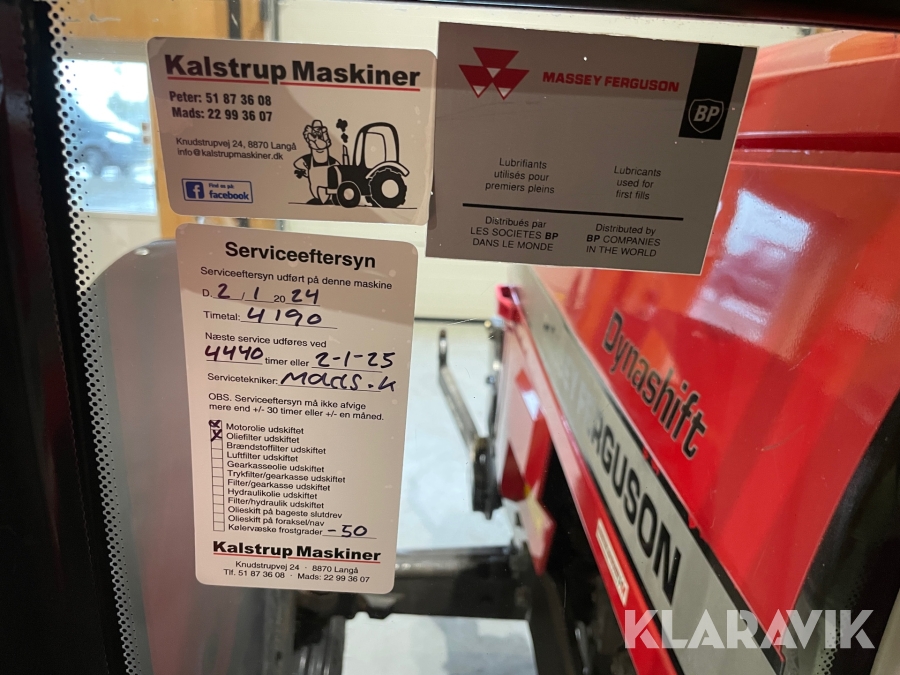 Kalstrup Maskiner
Peter: 51 87 36 08
Mads: 22 99 36 07
Knudstrupvej 24, 8870 Langå
info@kalstrupmaskiner.dk
f Find us on
facebook
MASSEY FERGUSON
BP
Lubrifiants
utilisés pour
premiers pleins
Lubricants
used for
first fills
Distribués par
LES SOCIETES BP
DANS LE MONDE
Distributed by
BP COMPANIES
IN THE WORLD
Serviceeftersyn
Serviceeftersyn udført på denne maskine
D. 2 / 1 20 24
Timetal: 4190
Næste service udføres ved
4440 timer eller 2-1-25
Servicetekniker: Mads.K
OBS. Serviceeftersyn må ikke afvige
mere end +/- 30 timer eller +/- en måned.
Motorolie udskiftet
Oliefilter udskiftet
Brændstoffilter udskiftet
Luftfilter udskiftet
Gearkasseolie udskiftet
Trykfilter/gearkasse udskiftet
Filter/gearkasse udskiftet
Hydraulikolie udskiftet
Filter/hydraulik udskiftet
Olieskift på bageste slutdrev
Olieskift på foraksel/nav
Kølervæske frostgrader -50
Kalstrup Maskiner
Knudstrupvej 24 · 8870 Langå
Tlf. 51 87 36 08 · Mads: 22 99 36 07
Dynashift
FERGUSON
KLARAVIK